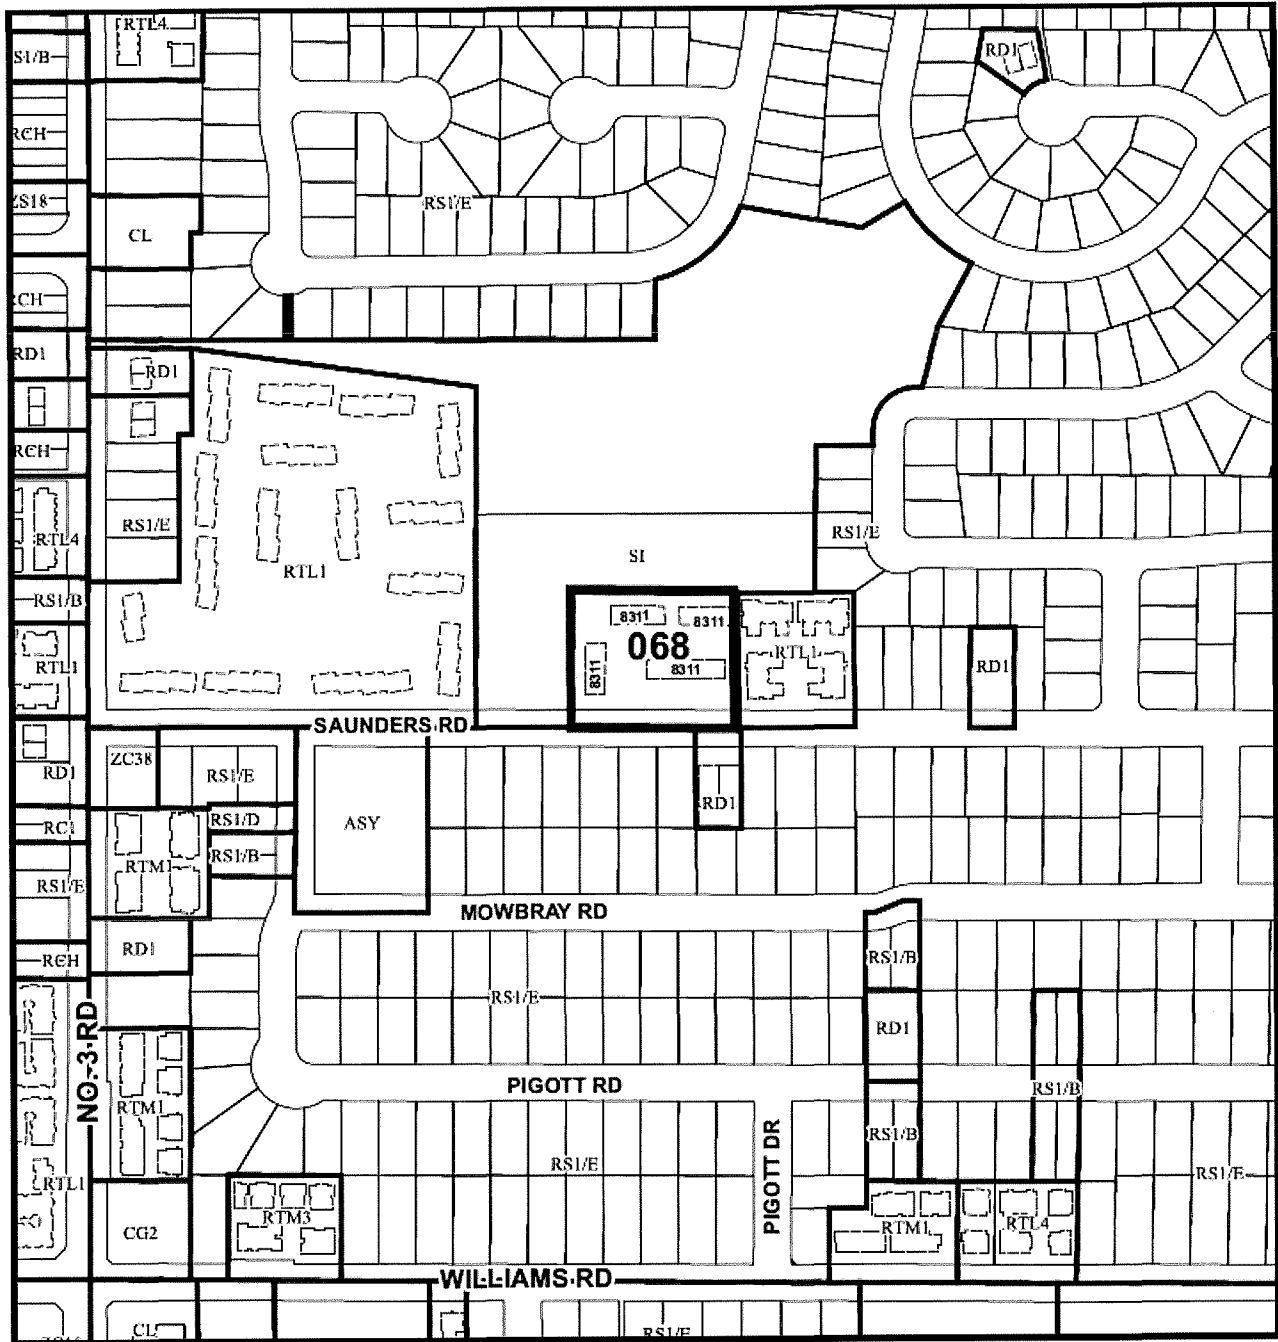 RTL4
S1/B
RCH
ZS18
CL
RCH
RD1
RD1
RD1
RS1/E
RCH
RS1/E
RTL4
RTL1
RS1/E
SI
RS1/B
RTL1
8311
8311
068
8311
8311
RTL1
RD1
SAUNDERS RD
ZC38
RD1
RS1/E
RD1
RC1
RS1/D
ASY
RTM1
RS1/B
RS1/E
MOWBRAY RD
RD1
RCH
RS1/B
RS1/E
RD1
NO. 3 RD
PIGOTT RD
RS1/B
RTM1
RS1/B
RS1/E
RS1/E
RTL1
PIGOTT DR
RTM3
CG2
RTM1
RTL4
WILLIAMS RD
CL
RS1/E